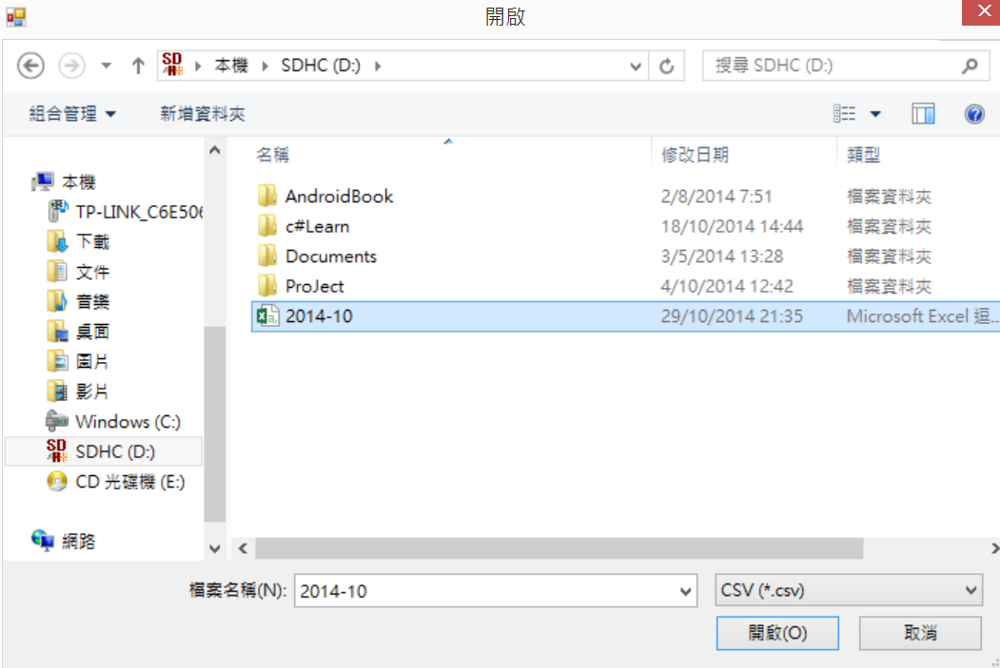 開啟
SD
本機 SDHC (D:)
搜尋 SDHC (D:)
組合管理 新增資料夾
名稱 修改日期 類型
本機
TP-LINK_C6E506
下載
文件
音樂
桌面
圖片
影片
Windows (C:)
SD
SDHC (D:)
CD 光碟機 (E:)
網路
AndroidBook 2/8/2014 7:51 檔案資料夾
c#Learn 18/10/2014 14:44 檔案資料夾
Documents 3/5/2014 13:28 檔案資料夾
ProJect 4/10/2014 12:42 檔案資料夾
2014-10 29/10/2014 21:35 Microsoft Excel 逗...
檔案名稱(N): 2014-10 CSV (*.csv)
開啟(O) 取消